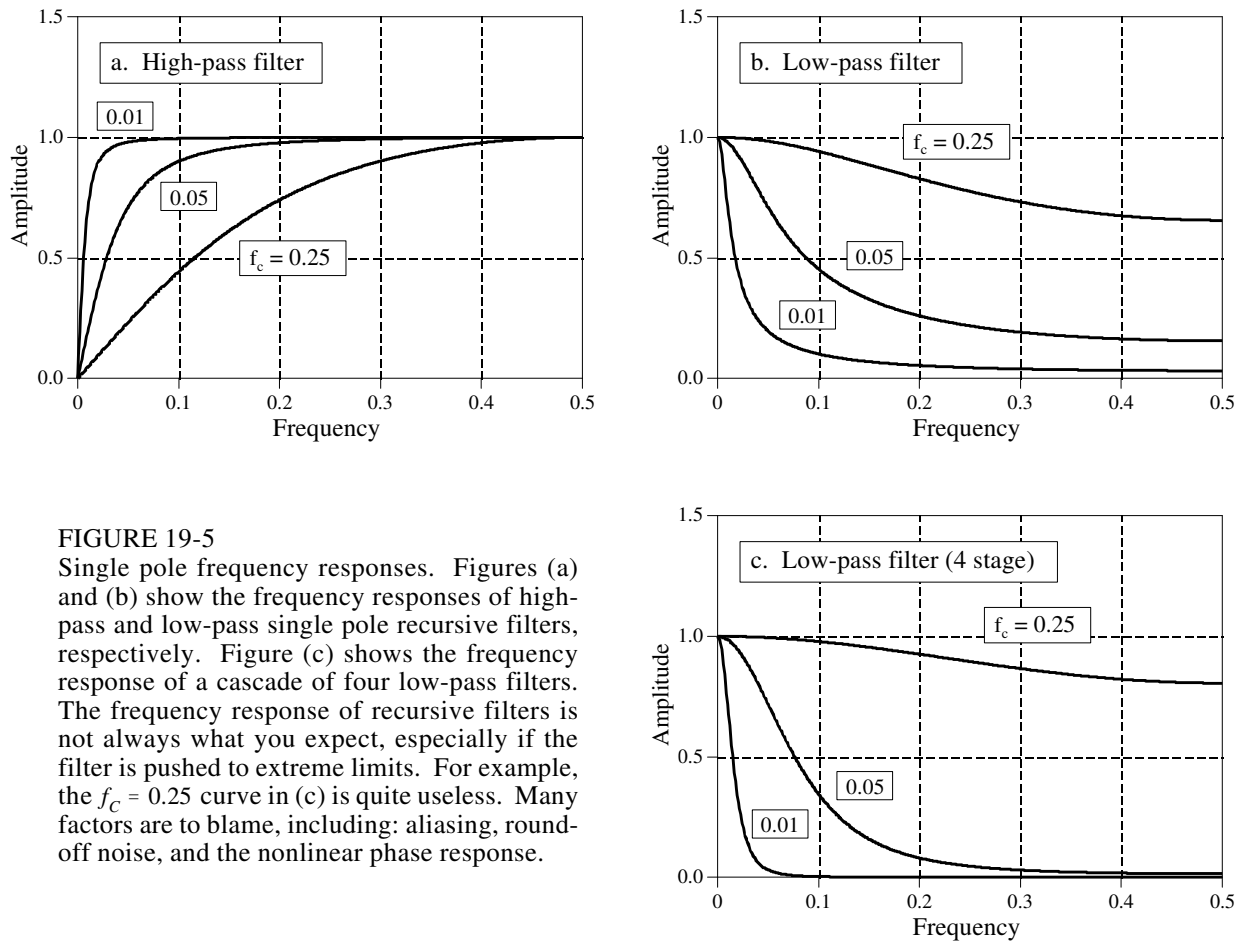 a. High-pass filter
1.5
1.0
0.5
0.0
Amplitude
0.01
0.05
f_c = 0.25
0 0.1 0.2 0.3 0.4 0.5
Frequency
b. Low-pass filter
1.5
1.0
0.5
0.0
Amplitude
f_c = 0.25
0.05
0.01
0 0.1 0.2 0.3 0.4 0.5
Frequency
FIGURE 19-5
Single pole frequency responses. Figures (a)
and (b) show the frequency responses of high-
pass and low-pass single pole recursive filters,
respectively. Figure (c) shows the frequency
response of a cascade of four low-pass filters.
The frequency response of recursive filters is
not always what you expect, especially if the
filter is pushed to extreme limits. For example,
the f_C = 0.25 curve in (c) is quite useless. Many
factors are to blame, including: aliasing, round-
off noise, and the nonlinear phase response.
c. Low-pass filter (4 stage)
1.5
1.0
0.5
0.0
Amplitude
f_c = 0.25
0.05
0.01
0 0.1 0.2 0.3 0.4 0.5
Frequency